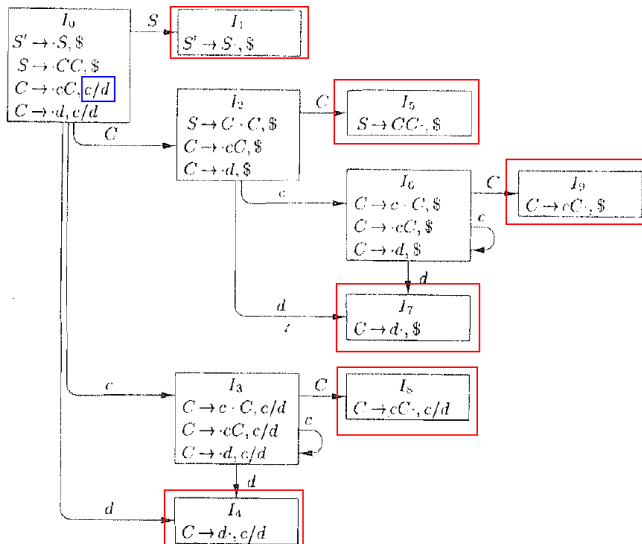 I₀
S' → ·S, $
S → ·CC, $
C → ·cC, c/d
C → ·d, c/d
S
I₁
S' → S·, $
C
I₂
S → C · C, $
C → ·cC, $
C → ·d, $
C
I₅
S → CC·, $
c
I₆
C → c · C, $
C → ·cC, $
C → ·d, $
C
c
I₉
C → cC·, $
d
d
I₇
C → d·, $
c
I₃
C → c · C, c/d
C → ·cC, c/d
C → ·d, c/d
C
c
I₈
C → cC·, c/d
d
d
I₄
C → d·, c/d